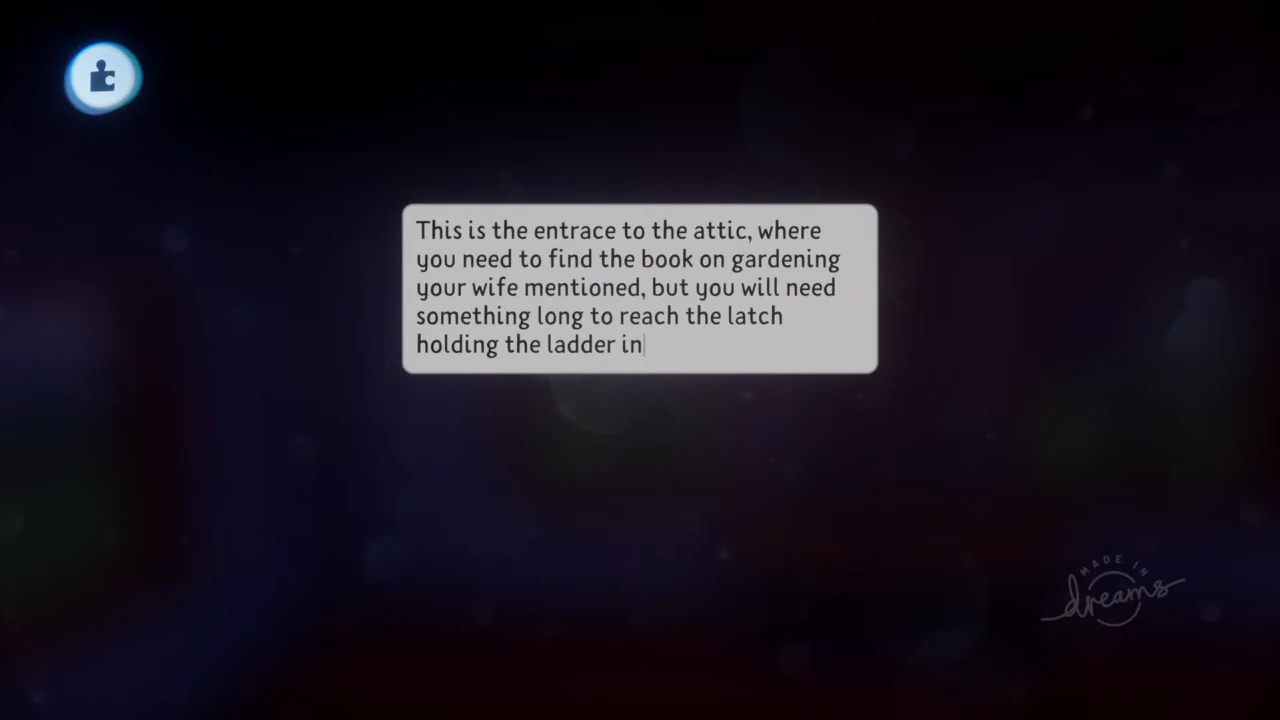 This is the entrace to the attic, where
you need to find the book on gardening
your wife mentioned, but you will need
something long to reach the latch
holding the ladder in
MADE IN
dreams